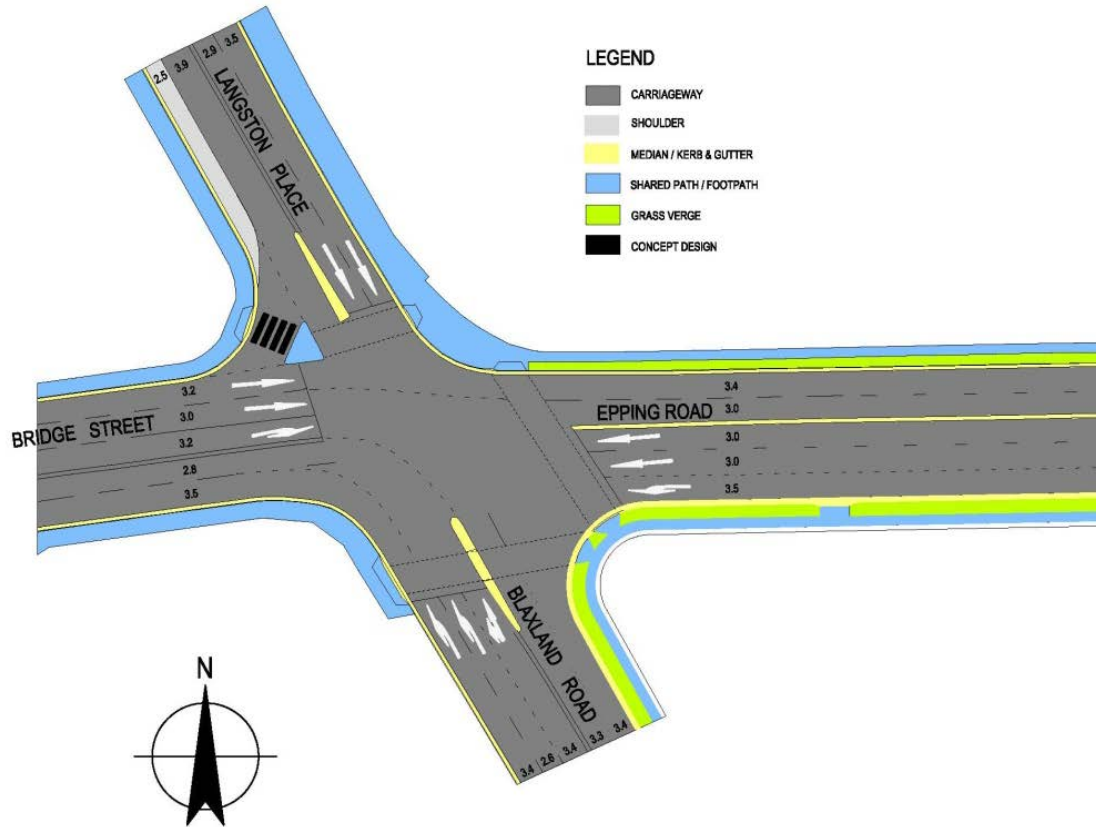 2.5 3.9 2.9 3.5
LANGSTON PLACE
LEGEND
CARRIAGEWAY
SHOULDER
MEDIAN / KERB & GUTTER
SHARED PATH / FOOTPATH
GRASS VERGE
CONCEPT DESIGN
3.2
3.0
3.2
2.8
3.5
BRIDGE STREET
3.4
3.0
EPPING ROAD
3.0
3.0
3.5
BLAXLAND ROAD
3.4 2.6 3.4 3.3 3.4
N